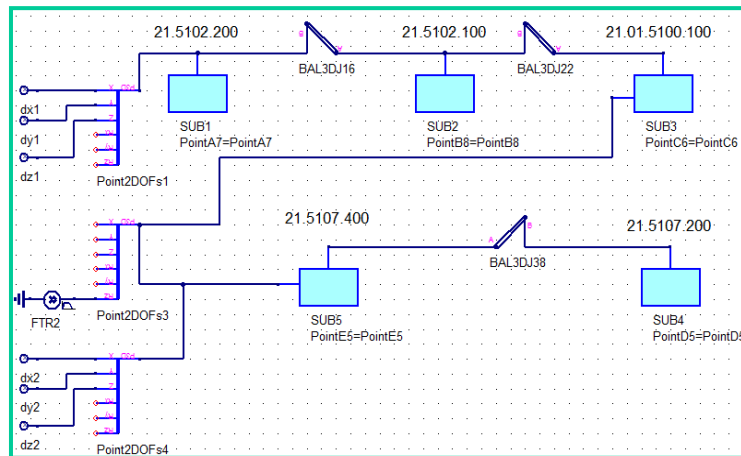 21.5102.200
21.5102.100
21.01.5100.100
BAL3DJ16
BAL3DJ22
dx1
SUB1
PointA7=PointA7
SUB2
PointB8=PointB8
SUB3
PointC6=PointC6
dy1
dz1
Point2DOFs1
21.5107.400
21.5107.200
BAL3DJ38
FTR2
Point2DOFs3
SUB5
PointE5=PointE5
SUB4
PointD5=PointD5
dx2
dy2
dz2
Point2DOFs4